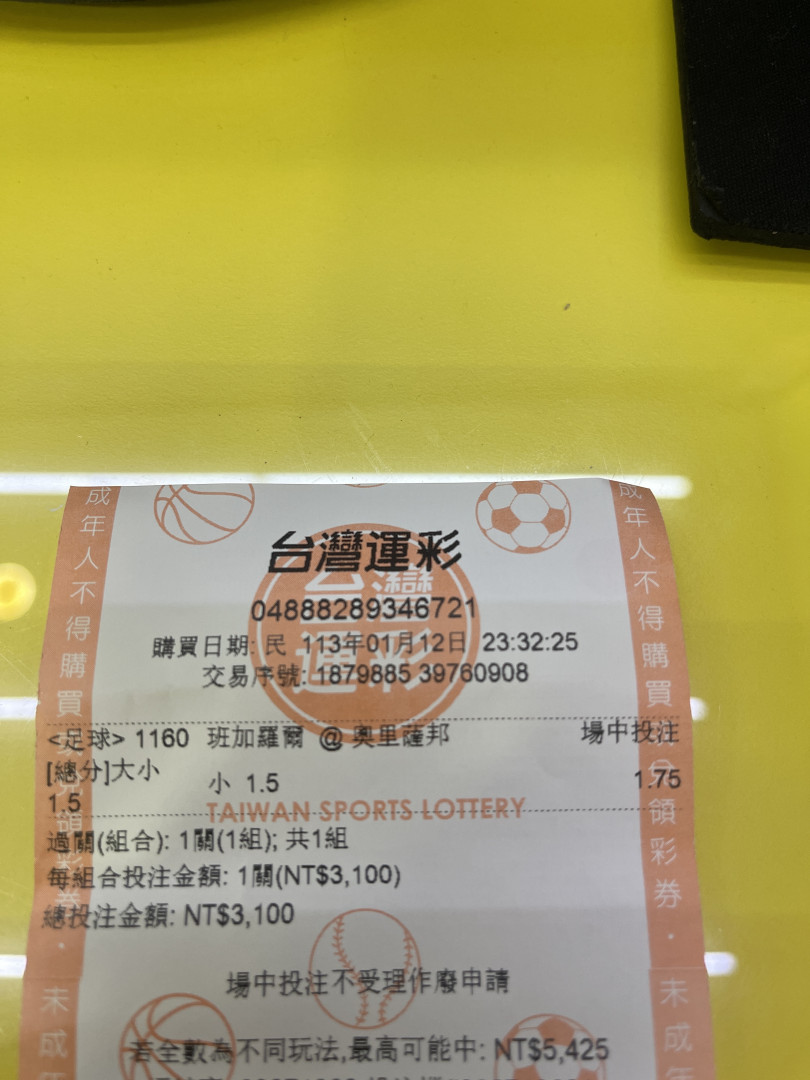 台灣運彩
04888289346721
購買日期: 民 113年01月12日 23:32:25
交易序號: 1879885 39760908
<足球> 1160 班加羅爾 @ 奧里薩邦 場中投注
[總分]大小 小 1.5 1.75
1.5
TAIWAN SPORTS LOTTERY
過關(組合): 1關(1組); 共1組
每組合投注金額: 1關(NT$3,100)
總投注金額: NT$3,100
場中投注不受理作廢申請
若全數為不同玩法,最高可能中: NT$5,425
成年人不得購買
領彩券.未成年
成年人不得購買
領彩券.未成年